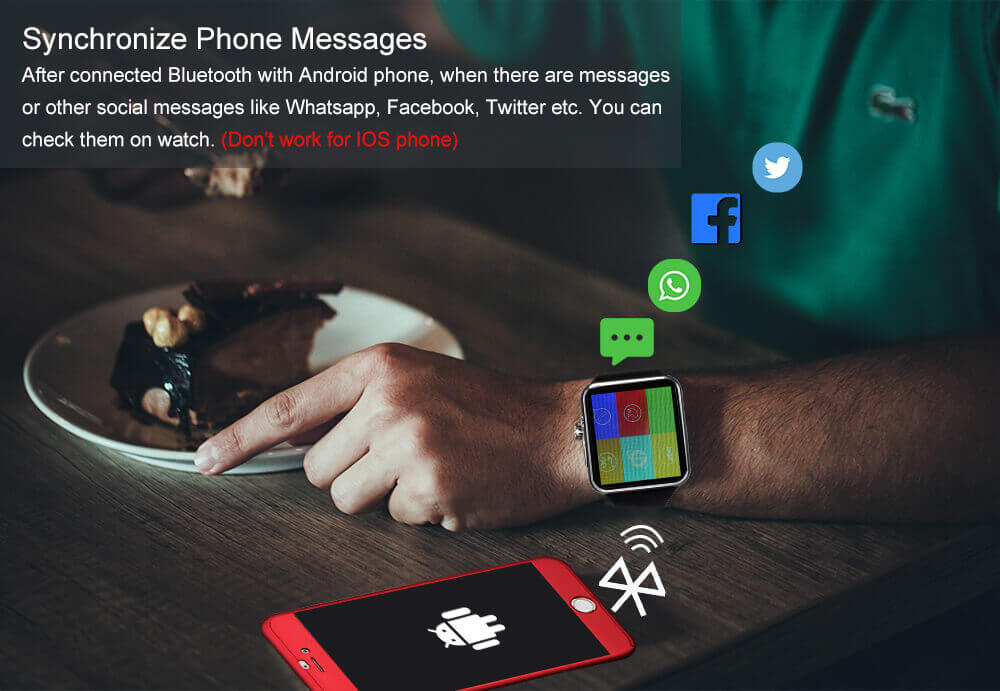 Synchronize Phone Messages
After connected Bluetooth with Android phone, when there are messages
or other social messages like Whatsapp, Facebook, Twitter etc. You can
check them on watch. (Don't work for IOS phone)